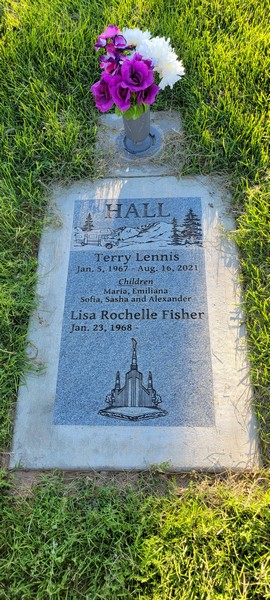 HALL
Terry Lennis
Jan. 5, 1967 - Aug. 16, 2021
Children
Maria, Emiliana
Sofia, Sasha and Alexander
Lisa Rochelle Fisher
Jan. 23, 1968 -